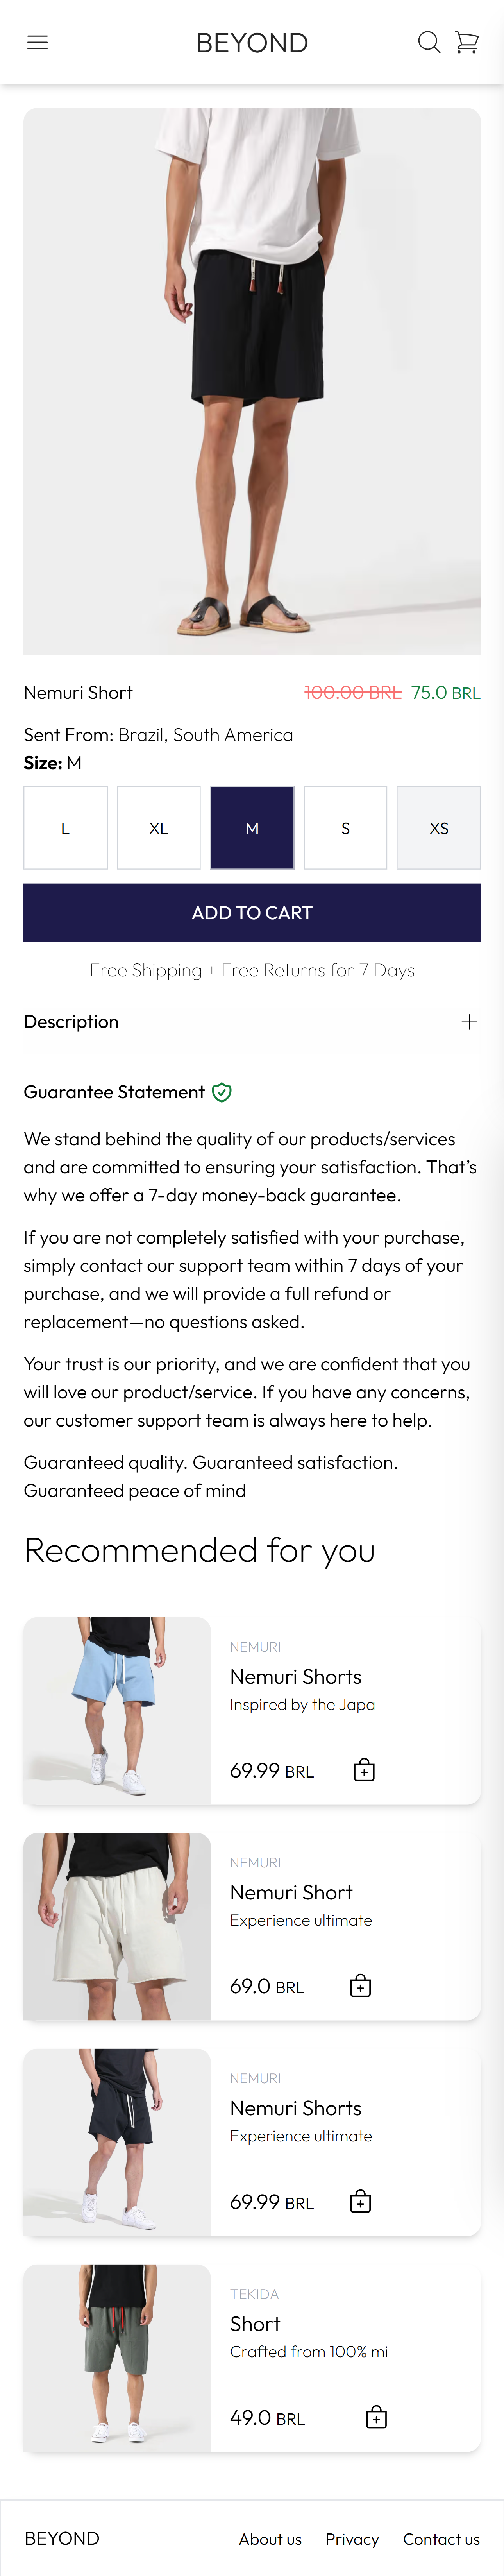 BEYOND
Nemuri Short 100.00 BRL 75.0 BRL
Sent From: Brazil, South America
Size: M
L XL M S XS
ADD TO CART
Free Shipping + Free Returns for 7 Days
Description
Guarantee Statement
We stand behind the quality of our products/services
and are committed to ensuring your satisfaction. That's
why we offer a 7-day money-back guarantee.
If you are not completely satisfied with your purchase,
simply contact our support team within 7 days of your
purchase, and we will provide a full refund or
replacement—no questions asked.
Your trust is our priority, and we are confident that you
will love our product/service. If you have any concerns,
our customer support team is always here to help.
Guaranteed quality. Guaranteed satisfaction.
Guaranteed peace of mind
Recommended for you
NEMURI
Nemuri Shorts
Inspired by the Japa
69.99 BRL
NEMURI
Nemuri Short
Experience ultimate
69.0 BRL
NEMURI
Nemuri Shorts
Experience ultimate
69.99 BRL
TEKIDA
Short
Crafted from 100% mi
49.0 BRL
BEYOND About us Privacy Contact us